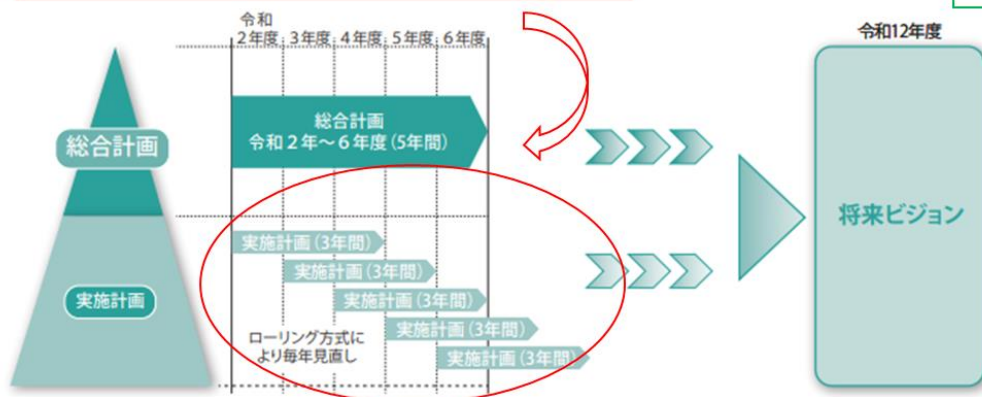 令和
2年度 3年度 4年度 5年度 6年度
令和12年度
総合計画
総合計画
令和2年～6年度(5年間)
将来ビジョン
実施計画
実施計画(3年間)
実施計画(3年間)
実施計画(3年間)
実施計画(3年間)
実施計画(3年間)
ローリング方式に
より毎年見直し